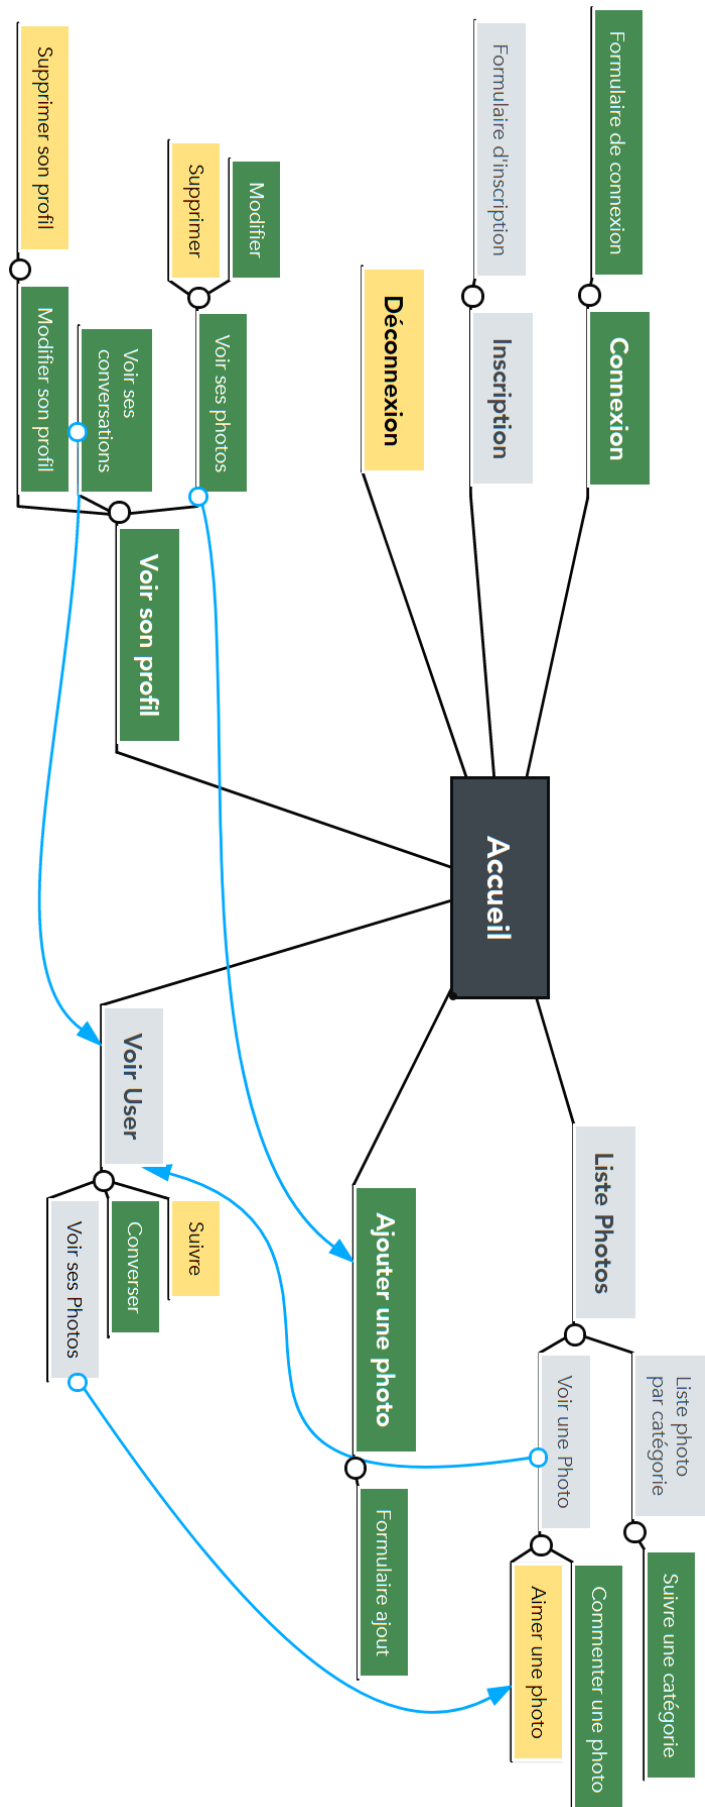 Formulaire de connexion
Connexion
Formulaire d'inscription
Inscription
Déconnexion
Modifier
Supprimer
Voir ses photos
Voir ses
conversations
Supprimer son profil
Modifier son profil
Voir son profil
Accueil
Liste Photos
Liste photo
par catégorie
Suivre une catégorie
Voir une Photo
Commenter une photo
Aimer une photo
Ajouter une photo
Formulaire ajout
Voir User
Suivre
Converser
Voir ses Photos